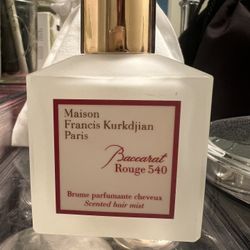 Maison
Francis Kurkdjian
Paris
Baccarat
Rouge 540
Brume parfumante cheveux
Scented hair mist